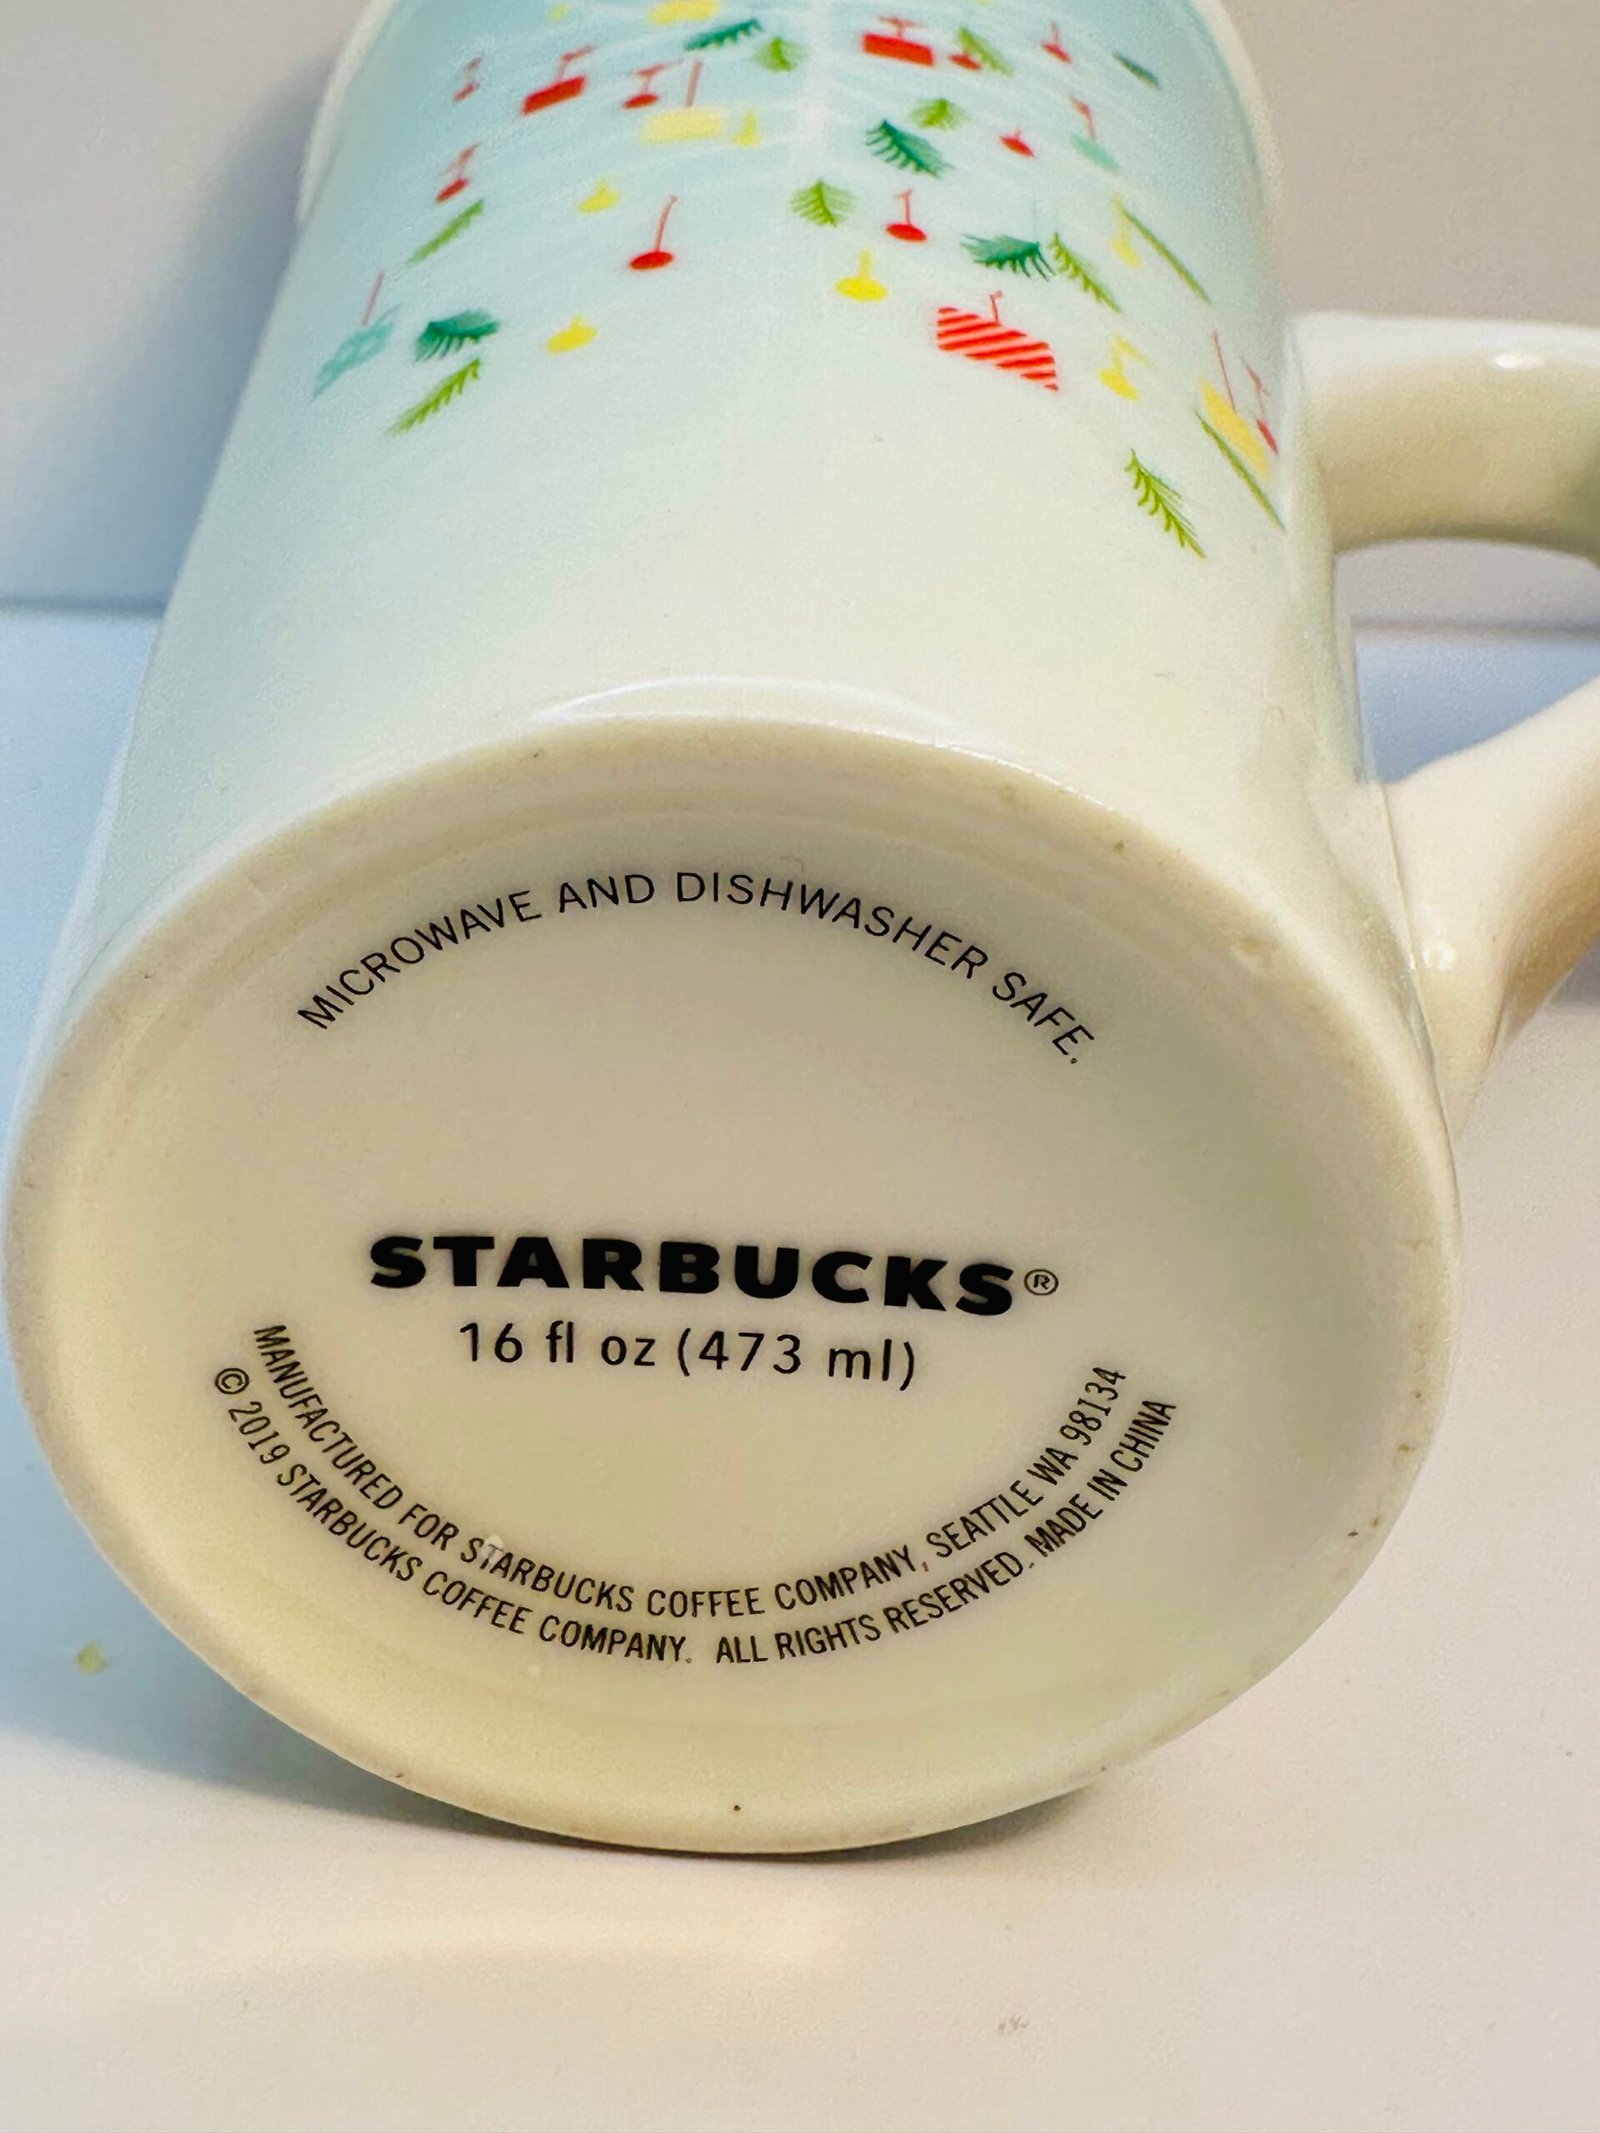 MICROWAVE AND DISHWASHER SAFE.
STARBUCKS®
16 fl oz (473 ml)
MANUFACTURED FOR STARBUCKS COFFEE COMPANY, SEATTLE WA 98134
© 2019 STARBUCKS COFFEE COMPANY. ALL RIGHTS RESERVED. MADE IN CHINA